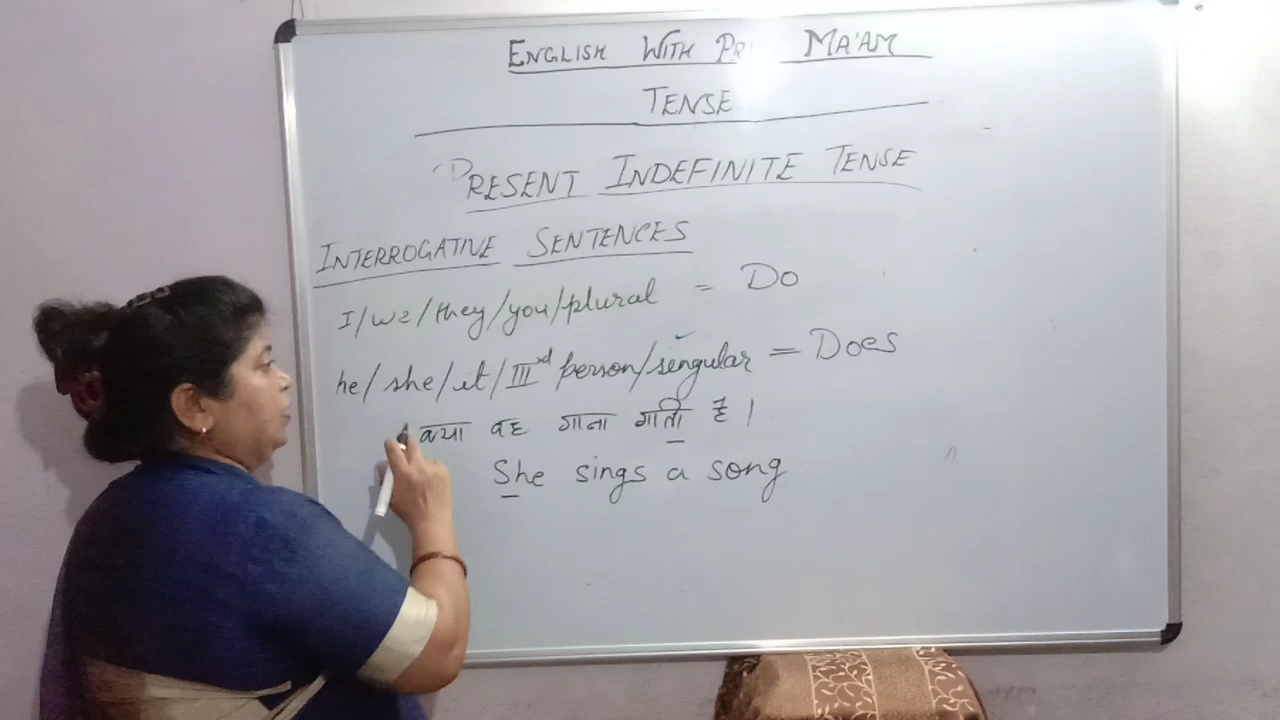 ENGLISH WITH MA'AM
TENSE
PRESENT INDEFINITE TENSE
INTERROGATIVE SENTENCES
I/we/they/you/plural = Do
he/she/it/IIIrd person/singular = Does
क्या वह गाना गाती है।
She sings a song